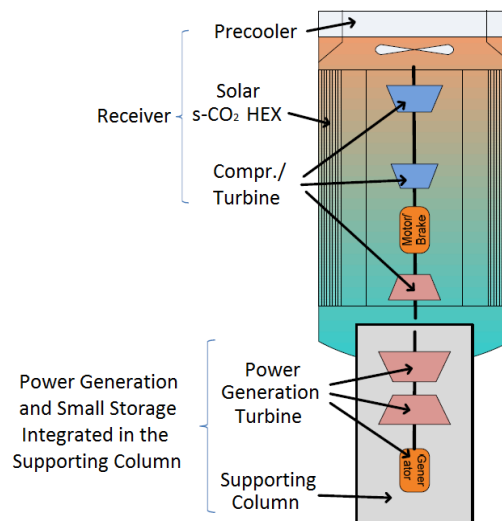 Precooler
Solar
s-CO₂ HEX
Receiver
Compr./
Turbine
Motor/
Brake
Power Generation
and Small Storage
Integrated in the
Supporting Column
Power
Generation
Turbine
Gener
ator
Supporting
Column